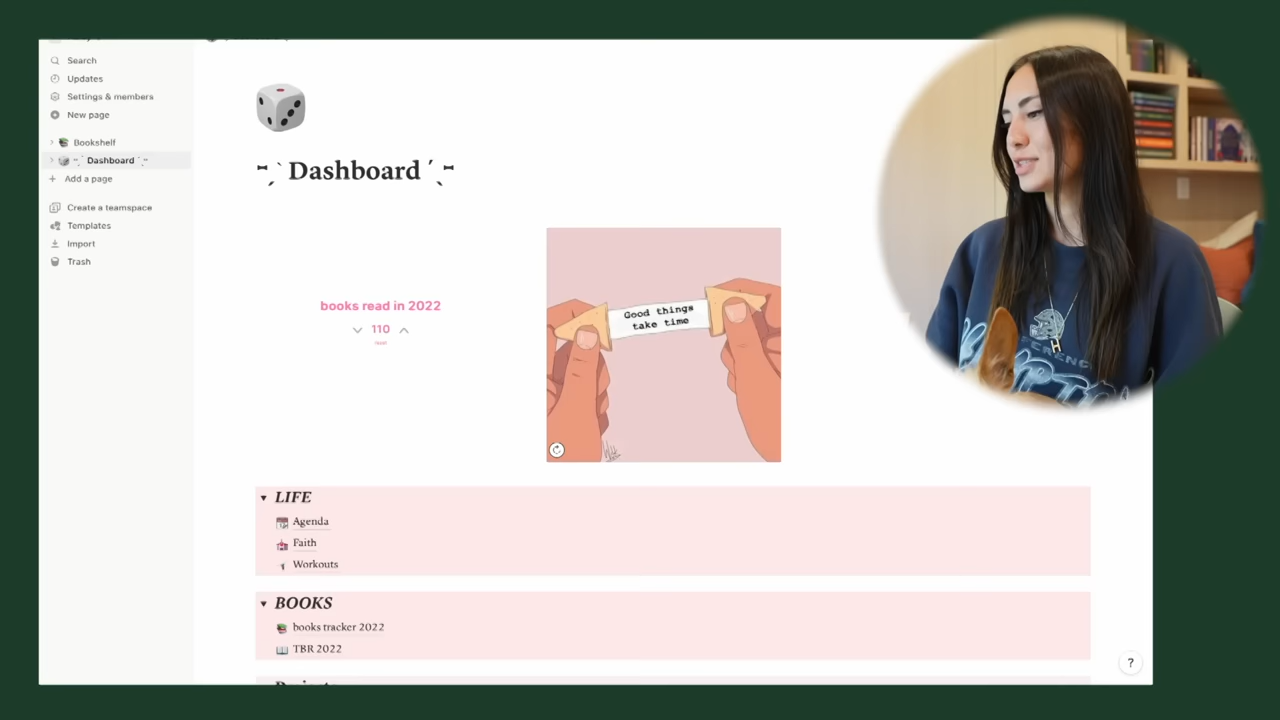 Search
Updates
Settings & members
New page
Bookshelf
Dashboard
Add a page
Create a teamspace
Templates
Import
Trash
Dashboard
books read in 2022
110
Good things
take time
LIFE
Agenda
Faith
Workouts
BOOKS
books tracker 2022
TBR 2022
?
H